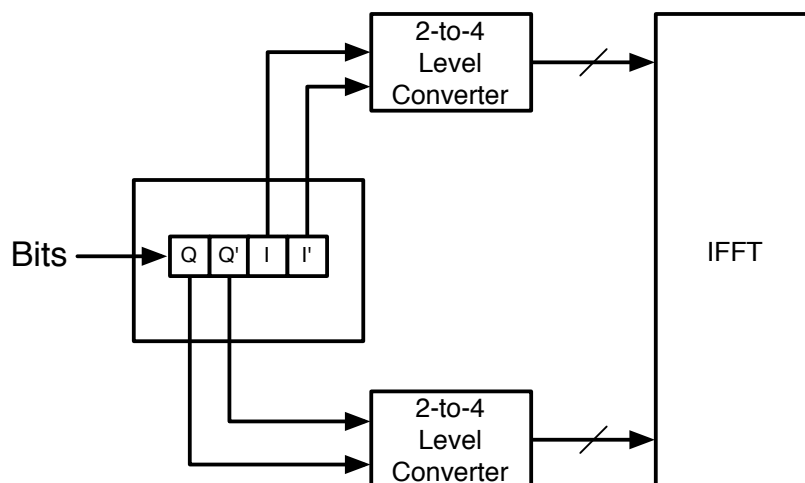 2-to-4
Level
Converter
Bits
Q Q' I I'
IFFT
2-to-4
Level
Converter